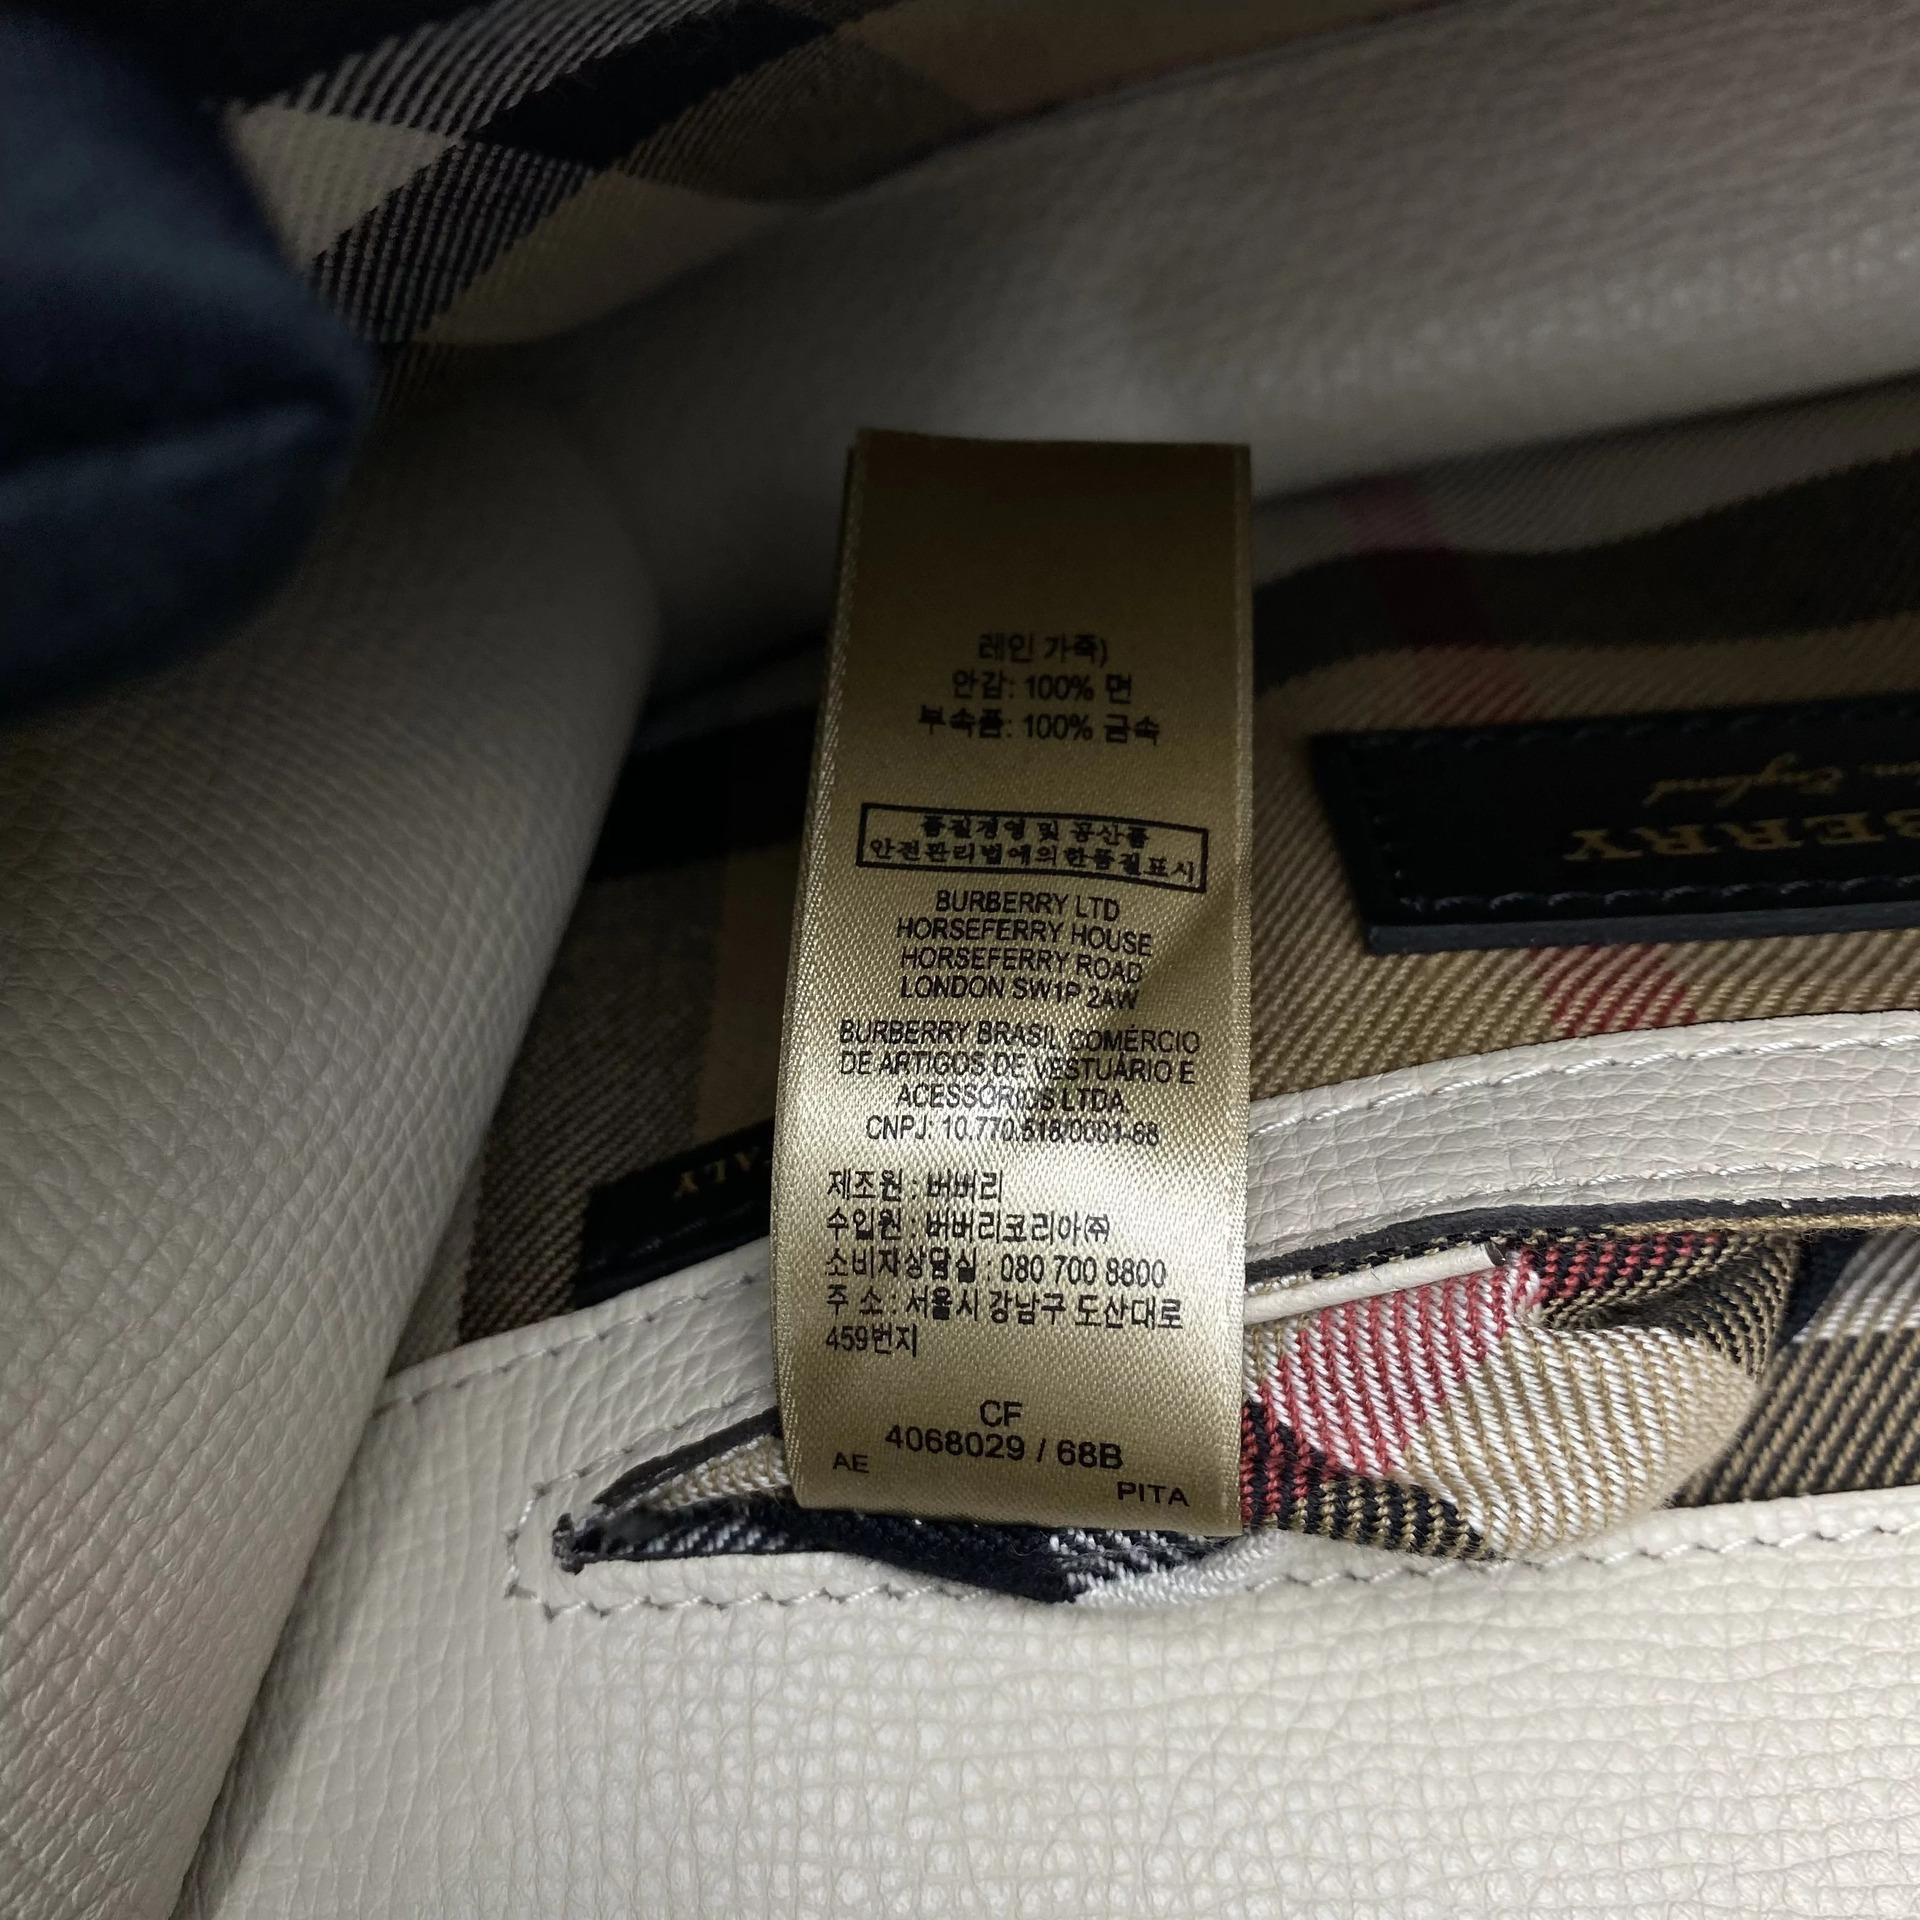 레인 가죽)
안감: 100% 면
부속품: 100% 금속
품질경영 및 공산품
안전관리법에의한품질표시
BURBERRY LTD
HORSEFERRY HOUSE
HORSEFERRY ROAD
LONDON SW1P 2AW
BURBERRY BRASIL COMÉRCIO
DE ARTIGOS DE VESTUÁRIO E
ACESSÓRIOS LTDA.
CNPJ: 10.770.518/0001-68
제조원 : 버버리
수입원 : 버버리코리아㈜
소비자상담실 : 080 700 8800
주 소 : 서울시 강남구 도산대로
459번지
CF
4068029 / 68B
AE
PITA
BERRY
England
ALY